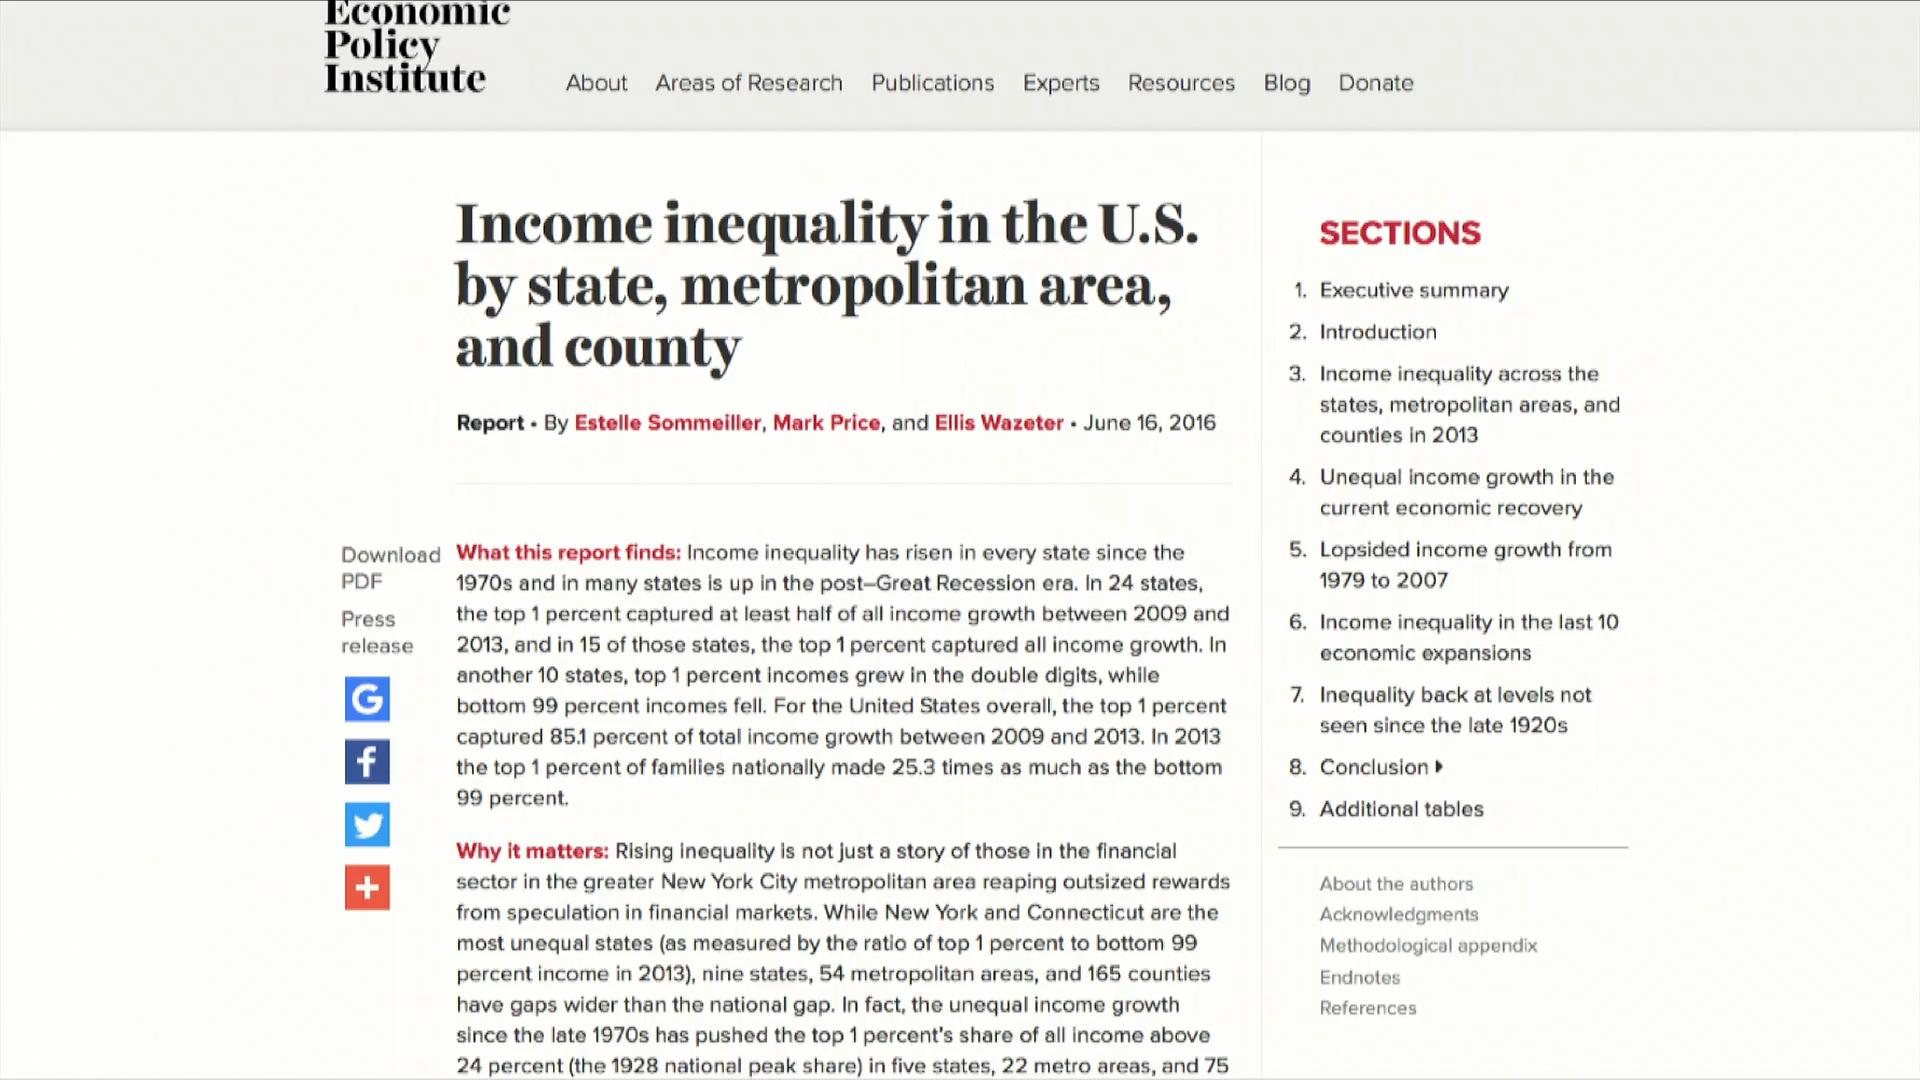 Economic
Policy
Institute
About Areas of Research Publications Experts Resources Blog Donate
Income inequality in the U.S.
by state, metropolitan area,
and county
Report • By Estelle Sommeiller, Mark Price, and Ellis Wazeter • June 16, 2016
Download
PDF
Press
release
What this report finds: Income inequality has risen in every state since the
1970s and in many states is up in the post–Great Recession era. In 24 states,
the top 1 percent captured at least half of all income growth between 2009 and
2013, and in 15 of those states, the top 1 percent captured all income growth. In
another 10 states, top 1 percent incomes grew in the double digits, while
bottom 99 percent incomes fell. For the United States overall, the top 1 percent
captured 85.1 percent of total income growth between 2009 and 2013. In 2013
the top 1 percent of families nationally made 25.3 times as much as the bottom
99 percent.
Why it matters: Rising inequality is not just a story of those in the financial
sector in the greater New York City metropolitan area reaping outsized rewards
from speculation in financial markets. While New York and Connecticut are the
most unequal states (as measured by the ratio of top 1 percent to bottom 99
percent income in 2013), nine states, 54 metropolitan areas, and 165 counties
have gaps wider than the national gap. In fact, the unequal income growth
since the late 1970s has pushed the top 1 percent's share of all income above
24 percent (the 1928 national peak share) in five states, 22 metro areas, and 75
SECTIONS
1. Executive summary
2. Introduction
3. Income inequality across the
states, metropolitan areas, and
counties in 2013
4. Unequal income growth in the
current economic recovery
5. Lopsided income growth from
1979 to 2007
6. Income inequality in the last 10
economic expansions
7. Inequality back at levels not
seen since the late 1920s
8. Conclusion
9. Additional tables
About the authors
Acknowledgments
Methodological appendix
Endnotes
References